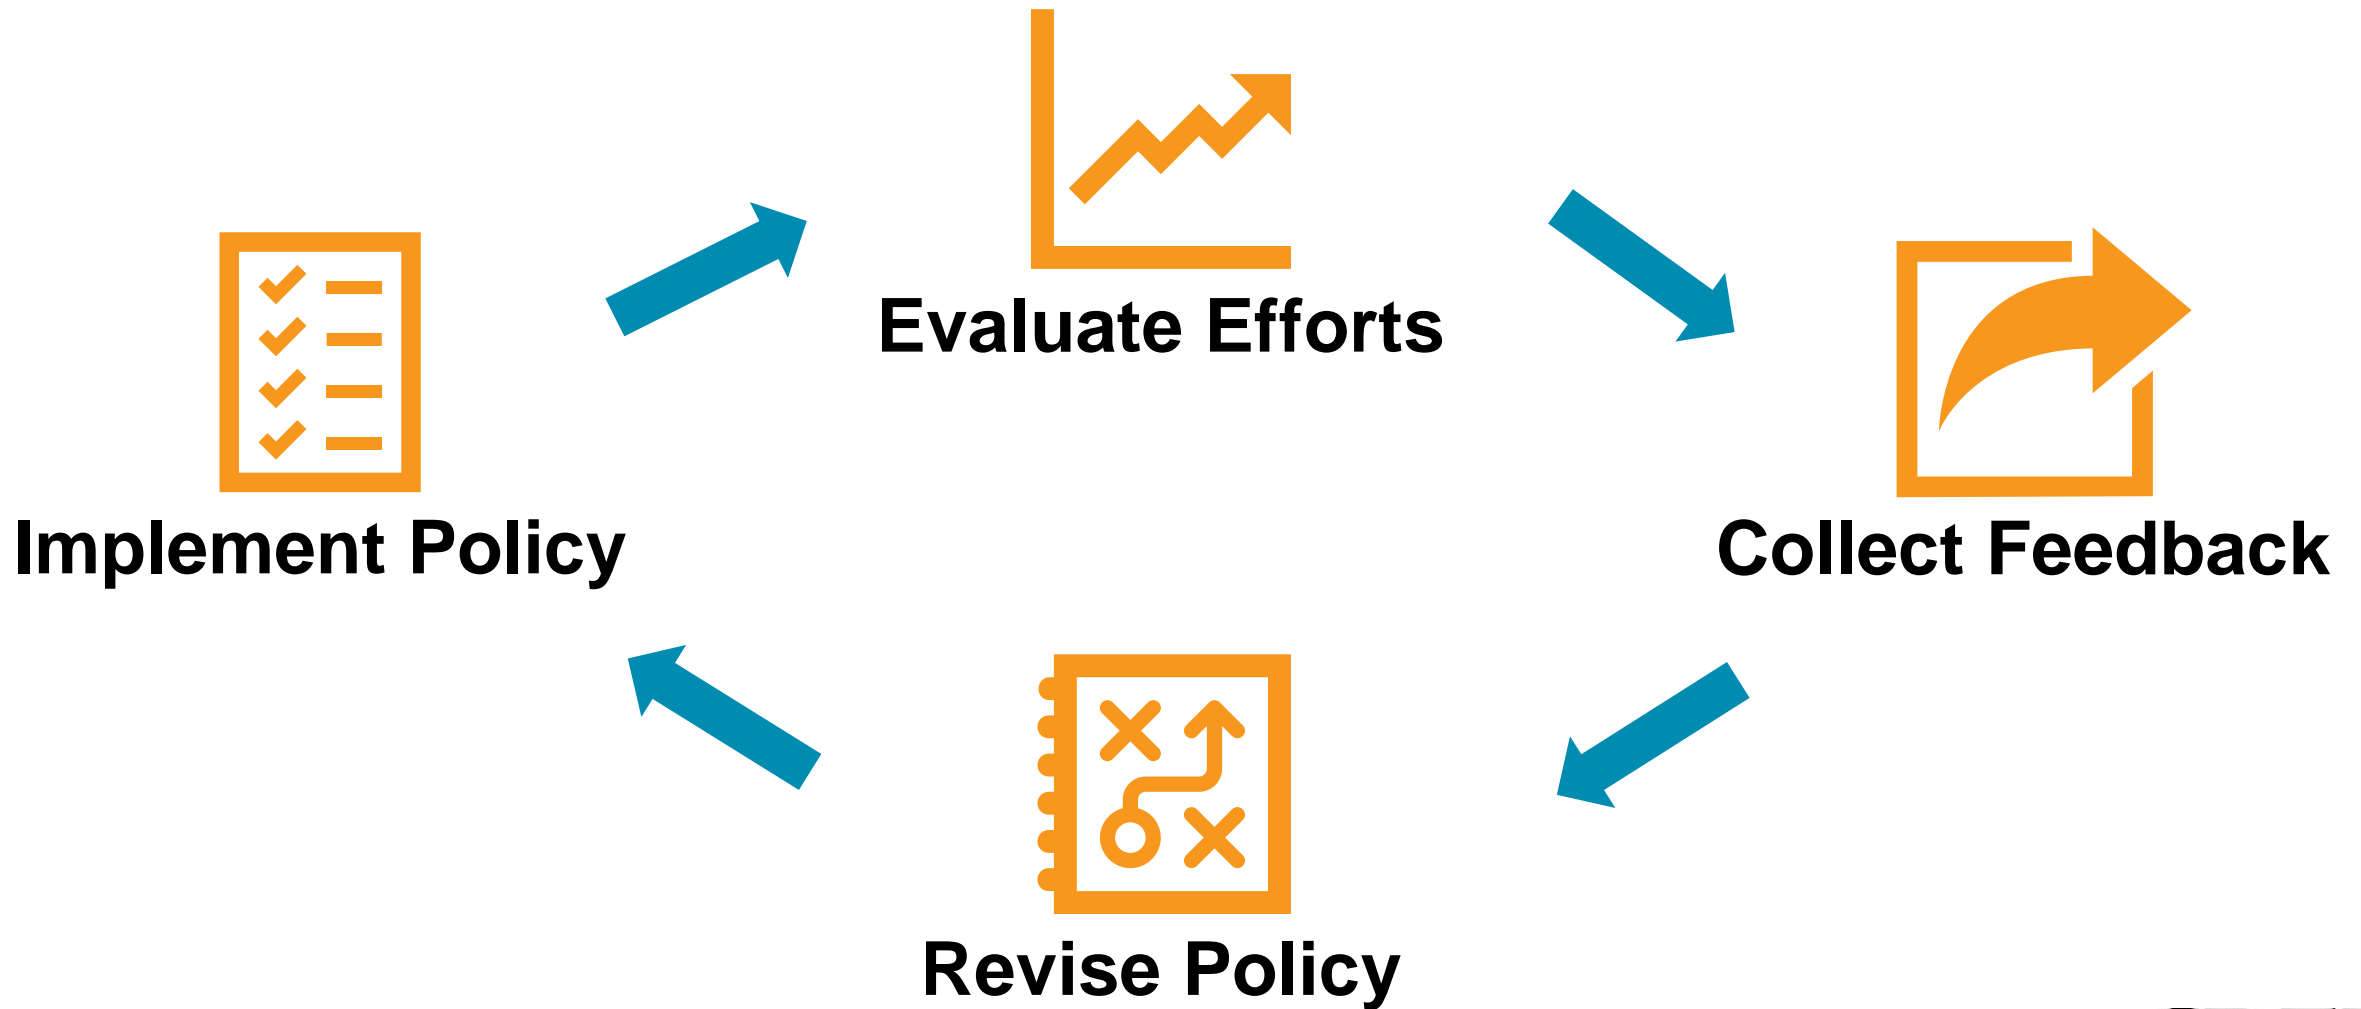 Evaluate Efforts
Implement Policy
Collect Feedback
Revise Policy